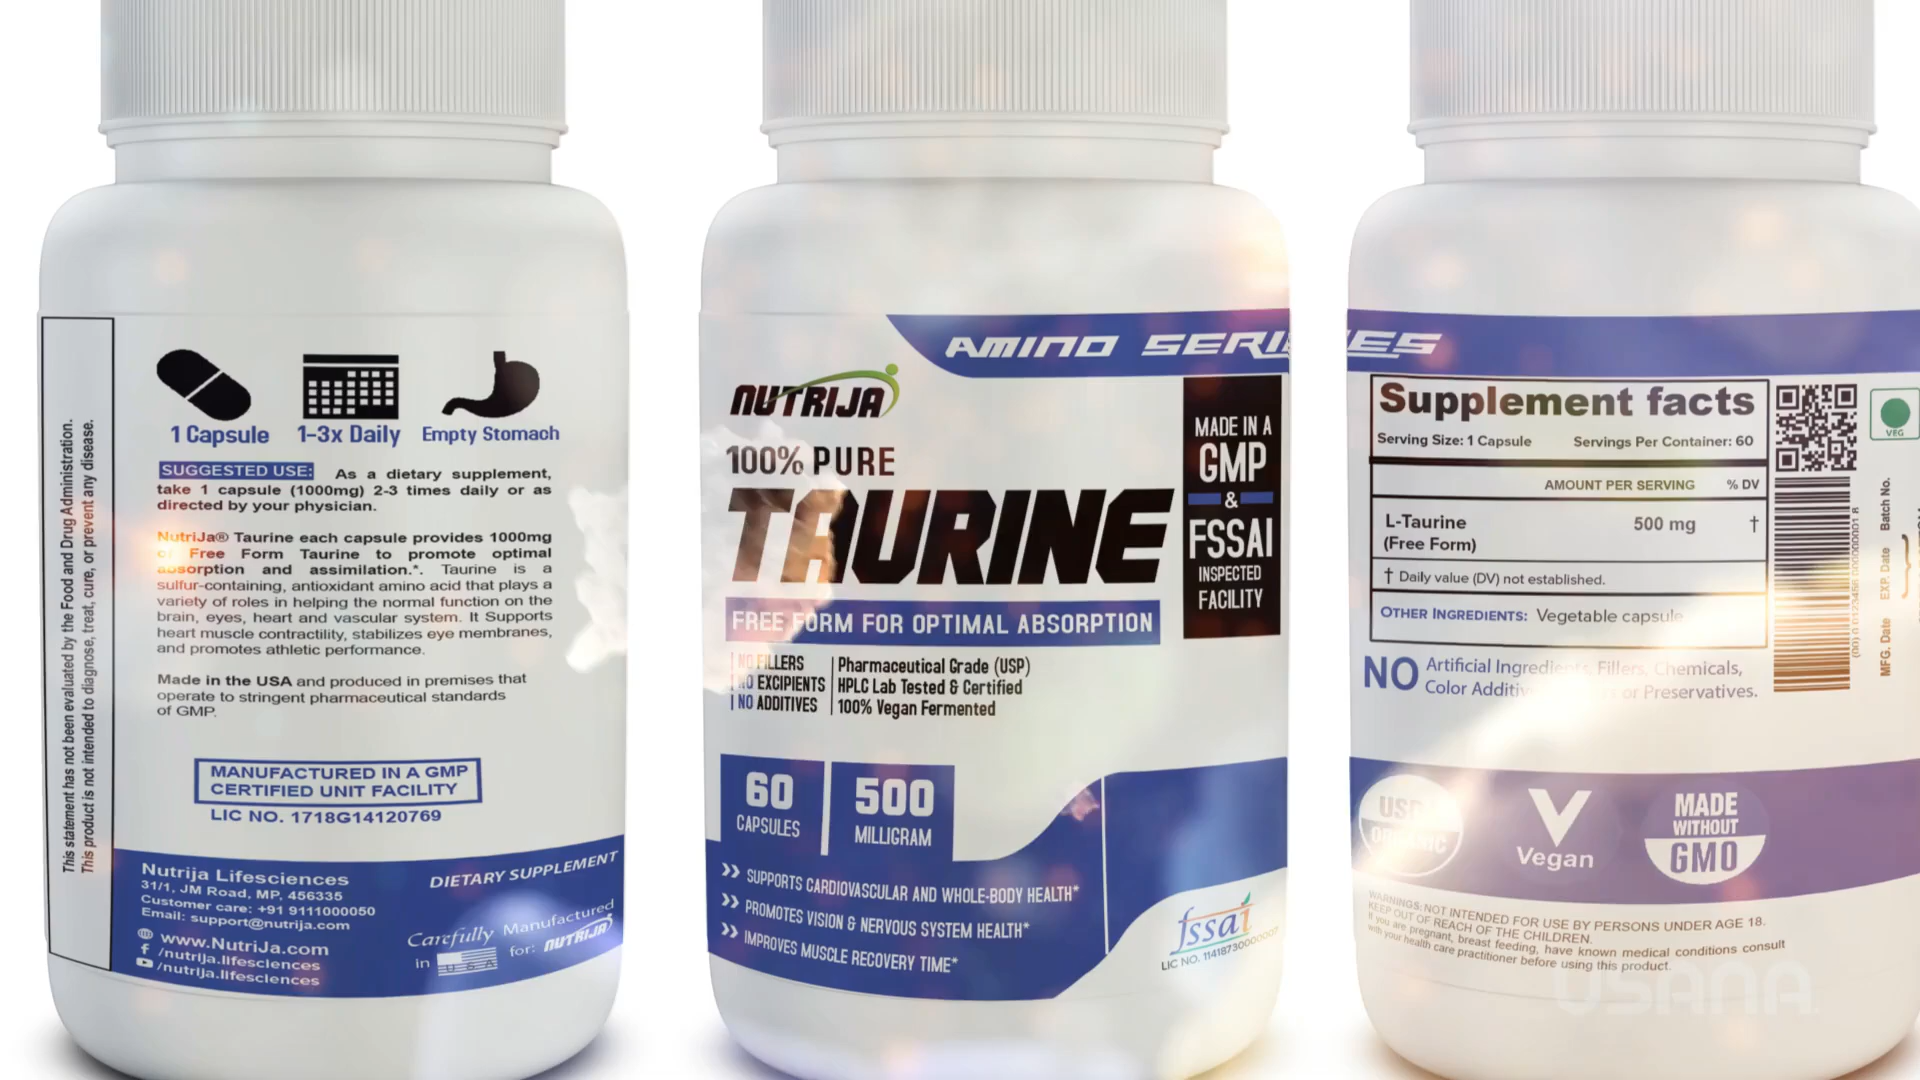 This statement has not been evaluated by the Food and Drug Administration.
This product is not intended to diagnose, treat, cure, or prevent any disease.
1 Capsule
1-3x Daily
Empty Stomach
SUGGESTED USE: As a dietary supplement,
take 1 capsule (1000mg) 2-3 times daily or as
directed by your physician.
NutriJa® Taurine each capsule provides 1000mg
of Free Form Taurine to promote optimal
absorption and assimilation.*. Taurine is a
sulfur-containing, antioxidant amino acid that plays a
variety of roles in helping the normal function on the
brain, eyes, heart and vascular system. It Supports
heart muscle contractility, stabilizes eye membranes,
and promotes athletic performance.
Made in the USA and produced in premises that
operate to stringent pharmaceutical standards
of GMP.
MANUFACTURED IN A GMP
CERTIFIED UNIT FACILITY
LIC NO. 1718G14120769
Nutrija Lifesciences
31/1, JM Road, MP, 456335
Customer care: +91 9111000050
Email: support@nutrija.com
www.NutriJa.com
/nutrija.lifesciences
/nutrija.lifesciences
DIETARY SUPPLEMENT
Carefully Manufactured
in USA for: NUTRIJA
AMINO SERI
NUTRIJA
100% PURE
TAURINE
FREE FORM FOR OPTIMAL ABSORPTION
NO FILLERS
NO EXCIPIENTS
NO ADDITIVES
Pharmaceutical Grade (USP)
HPLC Lab Tested & Certified
100% Vegan Fermented
MADE IN A
GMP
&
FSSAI
INSPECTED
FACILITY
60
CAPSULES
500
MILLIGRAM
SUPPORTS CARDIOVASCULAR AND WHOLE-BODY HEALTH*
PROMOTES VISION & NERVOUS SYSTEM HEALTH*
IMPROVES MUSCLE RECOVERY TIME*
fssai
LIC NO.
IES
Supplement facts
Serving Size: 1 Capsule
Servings Per Container: 60
AMOUNT PER SERVING % DV
L-Taurine 500 mg †
(Free Form)
† Daily value (DV) not established.
OTHER INGREDIENTS: Vegetable capsule
NO Artificial Ingredients, Fillers, Chemicals,
Color or Preservatives.
VEG
Batch No.
EXP. Date
MFG. Date
Vegan
MADE
WITHOUT
GMO
WARNINGS: NOT INTENDED FOR USE BY PERSONS UNDER AGE 18.
KEEP OUT OF REACH OF THE CHILDREN.
If you are pregnant, breast feeding, have known medical conditions consult
with your health care practitioner before using this product.
USANA